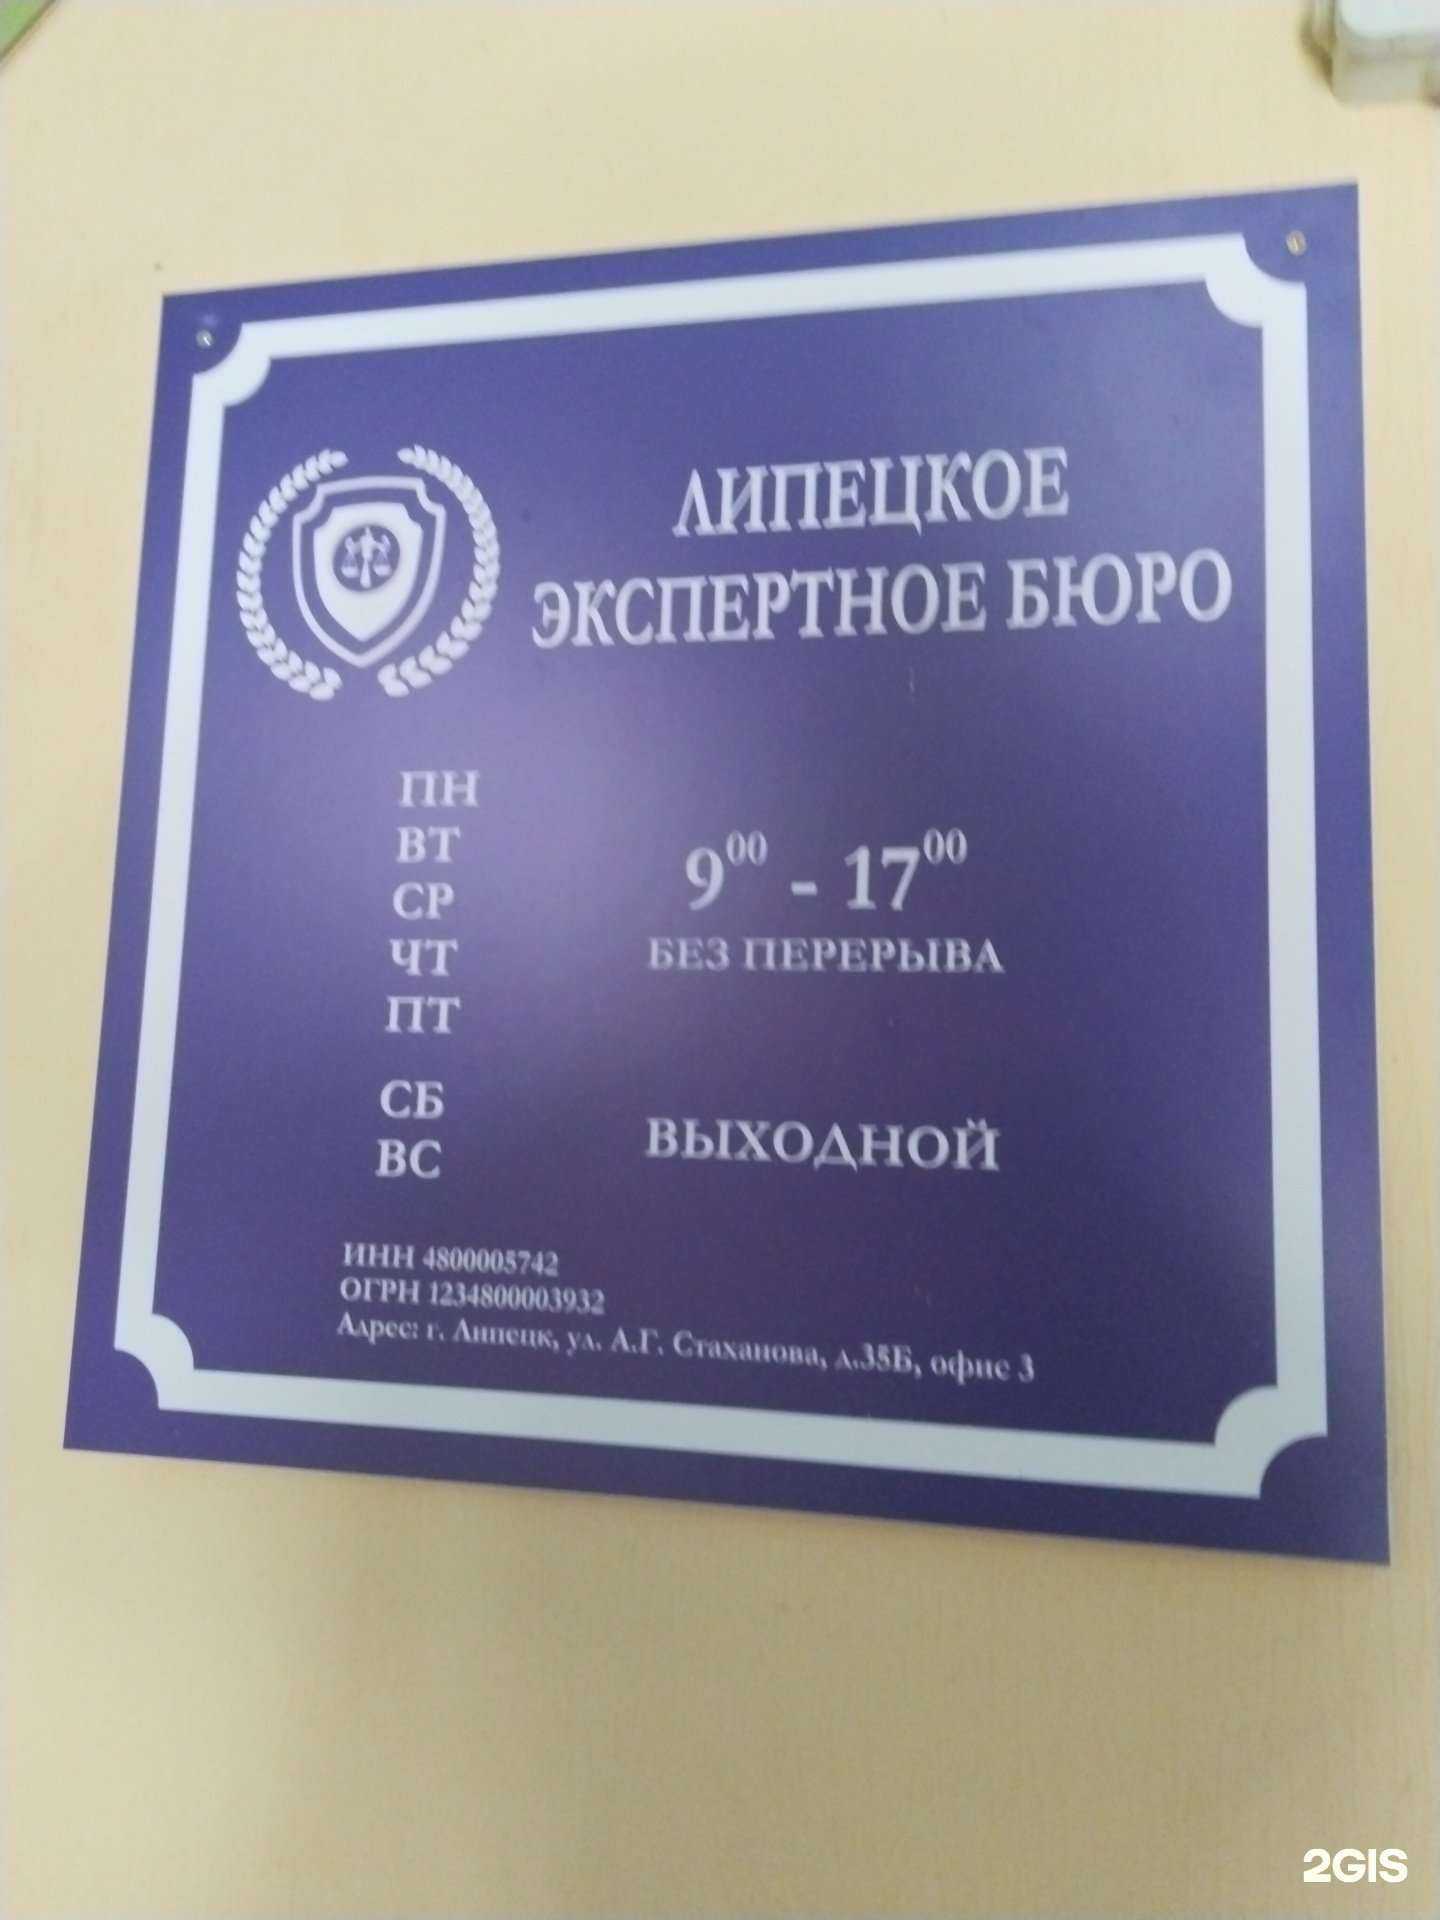 ЛИПЕЦКОЕ
ЭКСПЕРТНОЕ БЮРО
ПН
ВТ
СР
ЧТ
ПТ
9⁰⁰ - 17⁰⁰
БЕЗ ПЕРЕРЫВА
СБ
ВС
ВЫХОДНОЙ
ИНН 4800005742
ОГРН 1234800003932
Адрес: г. Липецк, ул. А.Г. Стаханова, д.35Б, офис 3
2GIS